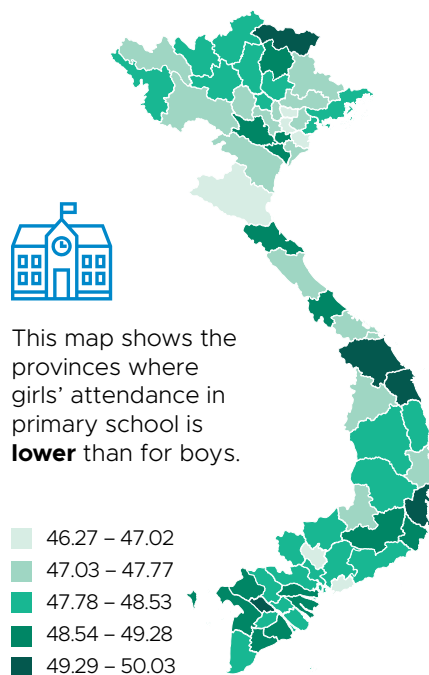 This map shows the
provinces where
girls’ attendance in
primary school is
lower than for boys.
46.27 – 47.02
47.03 – 47.77
47.78 – 48.53
48.54 – 49.28
49.29 – 50.03